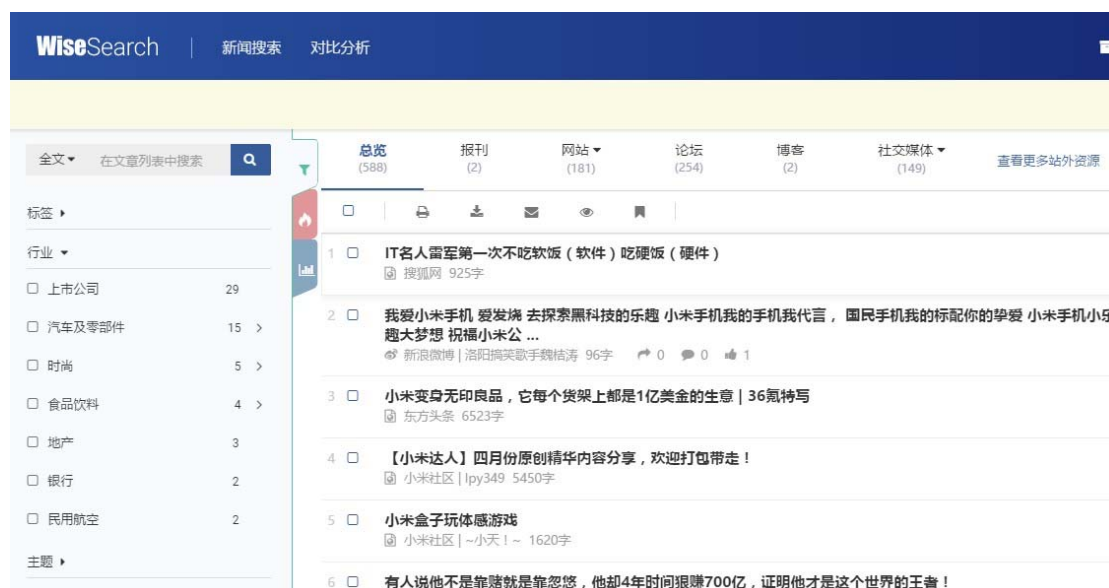 WiseSearch 新闻搜索 对比分析
全文 在文章列表中搜索
总览 报刊 网站 论坛 博客 社交媒体 查看更多站外资源
(588) (2) (181) (254) (2) (149)
标签
行业
上市公司 29
汽车及零部件 15
时尚 5
食品饮料 4
地产 3
银行 2
民用航空 2
主题
1 IT名人雷军第一次不吃软饭（软件）吃硬饭（硬件）
搜狐网 925字
2 我爱小米手机 爱发烧 去探索黑科技的乐趣 小米手机我的手机我代言， 国民手机我的标配你的挚爱 小米手机小乐
趣大梦想 祝福小米公 ...
新浪微博 | 洛阳搞笑歌手魏桔涛 96字 0 0 1
3 小米变身无印良品，它每个货架上都是1亿美金的生意 | 36氪特写
东方头条 6523字
4 【小米达人】四月份原创精华内容分享，欢迎打包带走！
小米社区 | lpy349 5450字
5 小米盒子玩体感游戏
小米社区 | ~小天！~ 1620字
6 有人说他不是靠赌就是靠忽悠，他却4年时间狠赚700亿，证明他才是这个世界的王者！